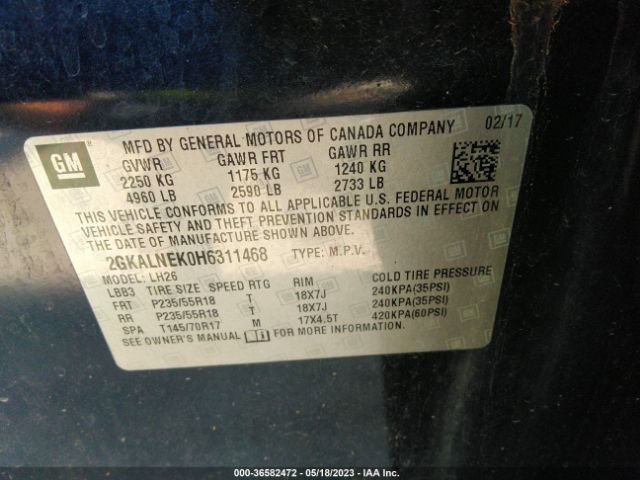 GM
MFD BY GENERAL MOTORS OF CANADA COMPANY 02/17
GVWR GAWR FRT GAWR RR
2250 KG 1175 KG 1240 KG
4960 LB 2590 LB 2733 LB
THIS VEHICLE CONFORMS TO ALL APPLICABLE U.S. FEDERAL MOTOR
VEHICLE SAFETY AND THEFT PREVENTION STANDARDS IN EFFECT ON
THE DATE OF MANUFACTURE SHOWN ABOVE.
2GKALNEK0H6311468 TYPE: M.P.V.
MODEL: LH26
LBB3 TIRE SIZE SPEED RTG RIM COLD TIRE PRESSURE
FRT P235/55R18 T 18X7J 240KPA(35PSI)
RR P235/55R18 T 18X7J 240KPA(35PSI)
SPA T145/70R17 M 17X4.5T 420KPA(60PSI)
SEE OWNER'S MANUAL FOR MORE INFORMATION.
000-36582472 - 05/18/2023 - IAA Inc.